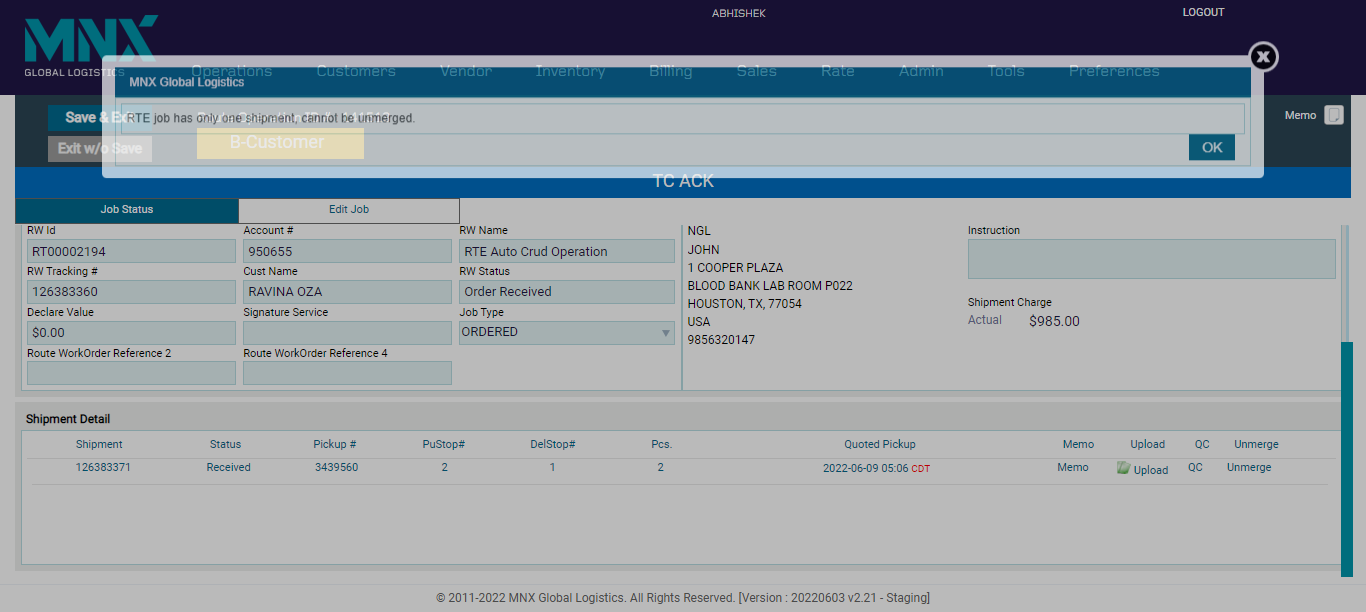 ABHISHEK
LOGOUT
MNX
GLOBAL LOGISTICS
Operations Customers Vendor Inventory Billing Sales Rate Admin Tools Preferences
MNX Global Logistics
X
Save & Exit
RTE job has only one shipment, cannot be unmerged.
Memo
Exit w/o Save
B-Customer
OK
TC ACK
Job Status Edit Job
RW Id Account # RW Name
RT00002194 950655 RTE Auto Crud Operation
RW Tracking # Cust Name RW Status
126383360 RAVINA OZA Order Received
Declare Value Signature Service Job Type
$0.00 ORDERED
Route WorkOrder Reference 2 Route WorkOrder Reference 4
NGL
JOHN
1 COOPER PLAZA
BLOOD BANK LAB ROOM P022
HOUSTON, TX, 77054
USA
9856320147
Instruction
Shipment Charge
Actual $985.00
Shipment Detail
Shipment Status Pickup # PuStop# DelStop# Pcs. Quoted Pickup Memo Upload QC Unmerge
126383371 Received 3439560 2 1 2 2022-06-09 05:06 CDT Memo Upload QC Unmerge
© 2011-2022 MNX Global Logistics. All Rights Reserved. [Version : 20220603 v2.21 - Staging]